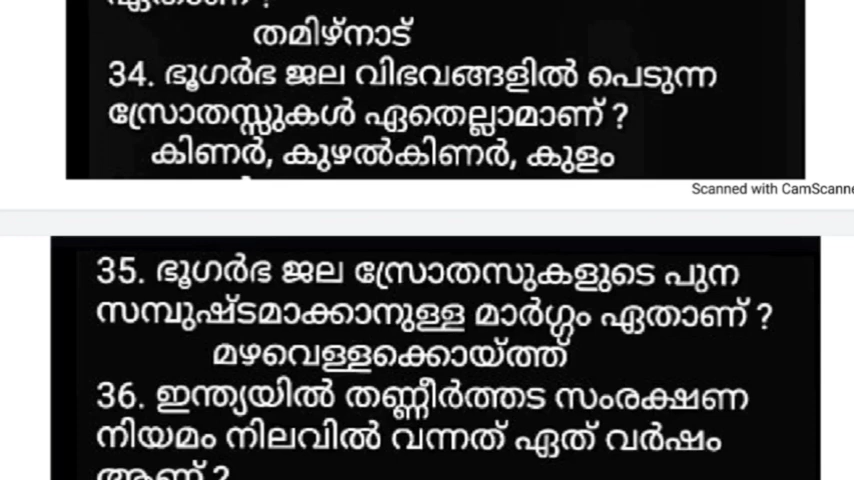 തമിഴ്നാട്
34. ഭൂഗർഭ ജല വിഭവങ്ങളിൽ പെടുന്ന
സ്രോതസ്സുകൾ ഏതെല്ലാമാണ് ?
കിണർ, കുഴൽകിണർ, കുളം
Scanned with CamScanne
35. ഭൂഗർഭ ജല സ്രോതസുകളുടെ പുന
സമ്പുഷ്ടമാക്കാനുള്ള മാർഗ്ഗം ഏതാണ് ?
മഴവെള്ളക്കൊയ്ത്ത്
36. ഇന്ത്യയിൽ തണ്ണീർത്തട സംരക്ഷണ
നിയമം നിലവിൽ വന്നത് ഏത് വർഷം
ആണ് ?